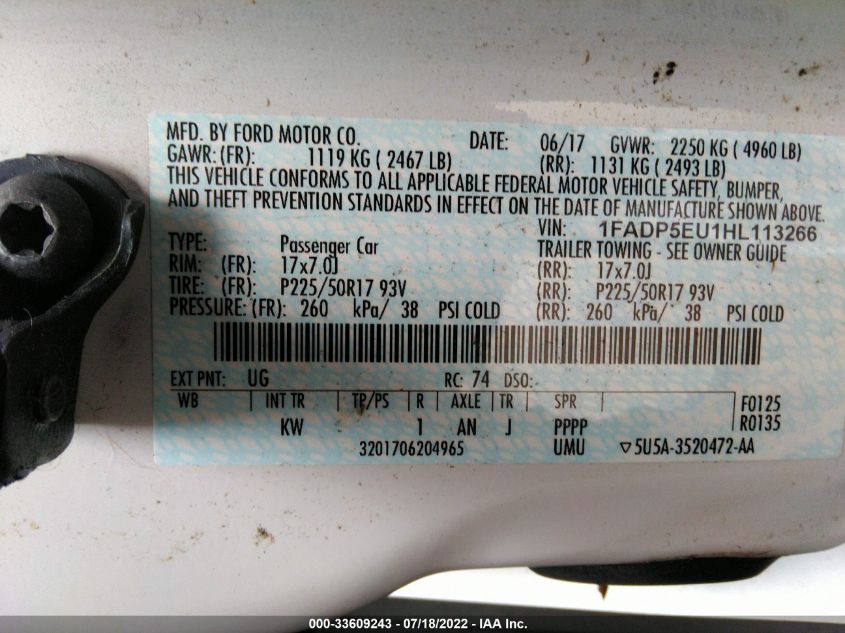 MFD. BY FORD MOTOR CO. DATE: 06/17 GVWR: 2250 KG ( 4960 LB)
GAWR: (FR): 1119 KG ( 2467 LB) (RR): 1131 KG ( 2493 LB)
THIS VEHICLE CONFORMS TO ALL APPLICABLE FEDERAL MOTOR VEHICLE SAFETY, BUMPER,
AND THEFT PREVENTION STANDARDS IN EFFECT ON THE DATE OF MANUFACTURE SHOWN ABOVE.
VIN: 1FADP5EU1HL113266
TYPE: Passenger Car TRAILER TOWING - SEE OWNER GUIDE
RIM: (FR): 17x7.0J (RR): 17x7.0J
TIRE: (FR): P225/50R17 93V (RR): P225/50R17 93V
PRESSURE: (FR): 260 kPa/ 38 PSI COLD (RR): 260 kPa/ 38 PSI COLD
EXT PNT: UG RC: 74 DSO:-
WB INT TR TP/PS R AXLE TR SPR F0125
KW - 1 AN J PPPP R0135
3201706204965 UMU ▽5U5A-3520472-AA
000-33609243 - 07/18/2022 - IAA Inc.